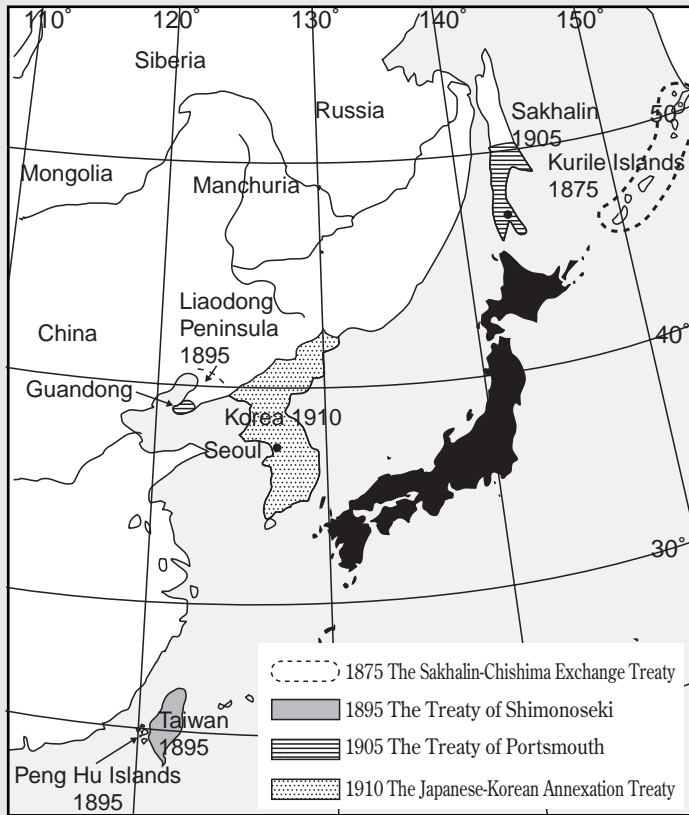 110°
120°
130°
140°
150°
Siberia
Russia
Sakhalin
1905
50°
Kurile Islands
1875
Mongolia
Manchuria
Liaodong
Peninsula
1895
China
40°
Guandong
Korea 1910
Seoul
30°
Taiwan
1895
Peng Hu Islands
1895
1875 The Sakhalin-Chishima Exchange Treaty
1895 The Treaty of Shimonoseki
1905 The Treaty of Portsmouth
1910 The Japanese-Korean Annexation Treaty